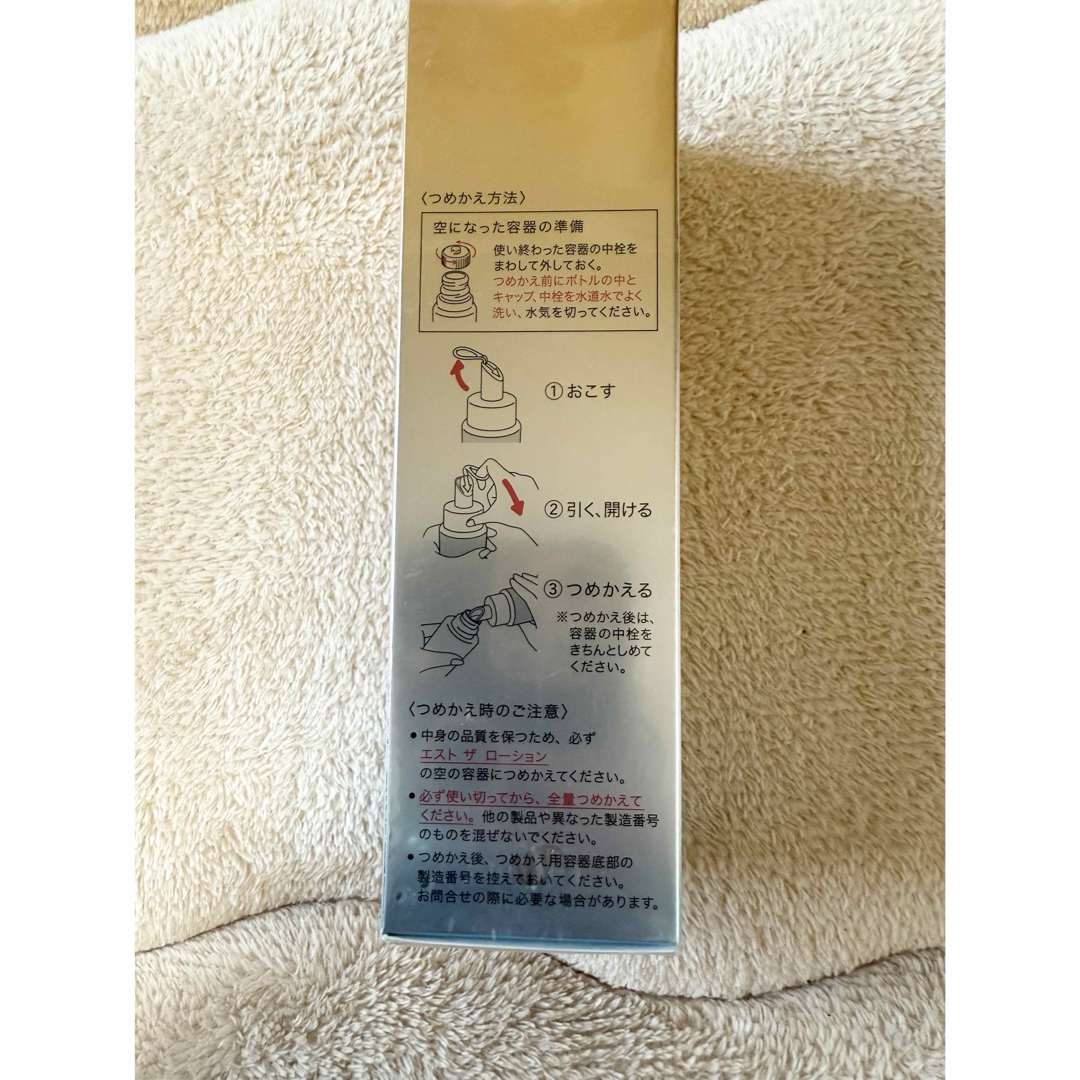 〈つめかえ方法〉
空になった容器の準備
使い終わった容器の中栓を
まわして外しておく。
つめかえ前にボトルの中と
キャップ、中栓を水道水でよく
洗い、水気を切ってください。
①おこす
②引く、開ける
③つめかえる
※つめかえ後は、
容器の中栓を
きちんとしめて
ください。
〈つめかえ時のご注意〉
●中身の品質を保つため、必ず
エスト ザ ローション
の空の容器につめかえてください。
●必ず使い切ってから、全量つめかえて
ください。他の製品や異なった製造番号
のものを混ぜないでください。
●つめかえ後、つめかえ用容器底部の
製造番号を控えておいてください。
お問合せの際に必要な場合があります。